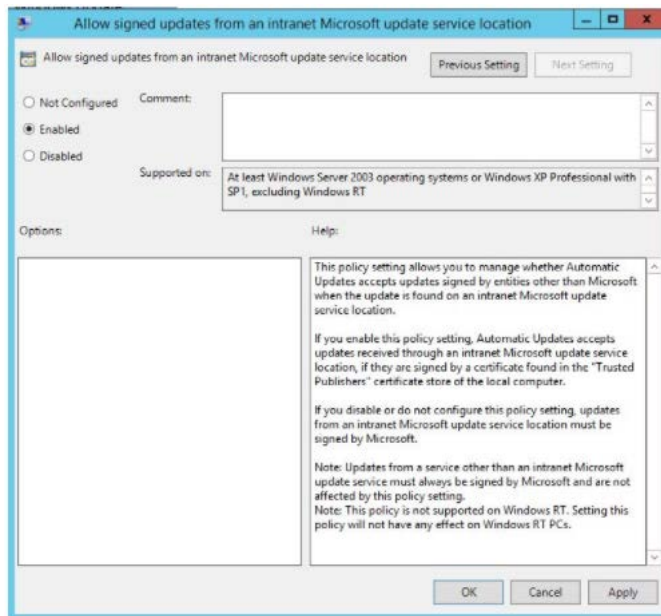 Allow signed updates from an intranet Microsoft update service location
Allow signed updates from an intranet Microsoft update service location
Previous Setting
Next Setting
Not Configured
Comment:
Enabled
Disabled
Supported on:
At least Windows Server 2003 operating systems or Windows XP Professional with
SP1, excluding Windows RT
Options:
Help:
This policy setting allows you to manage whether Automatic
Updates accepts updates signed by entities other than Microsoft
when the update is found on an intranet Microsoft update
service location.
If you enable this policy setting, Automatic Updates accepts
updates received through an intranet Microsoft update service
location, if they are signed by a certificate found in the "Trusted
Publishers" certificate store of the local computer.
If you disable or do not configure this policy setting, updates
from an intranet Microsoft update service location must be
signed by Microsoft.
Note: Updates from a service other than an intranet Microsoft
update service must always be signed by Microsoft and are not
affected by this policy setting.
Note: This policy is not supported on Windows RT. Setting this
policy will not have any effect on Windows RT PCs.
OK
Cancel
Apply